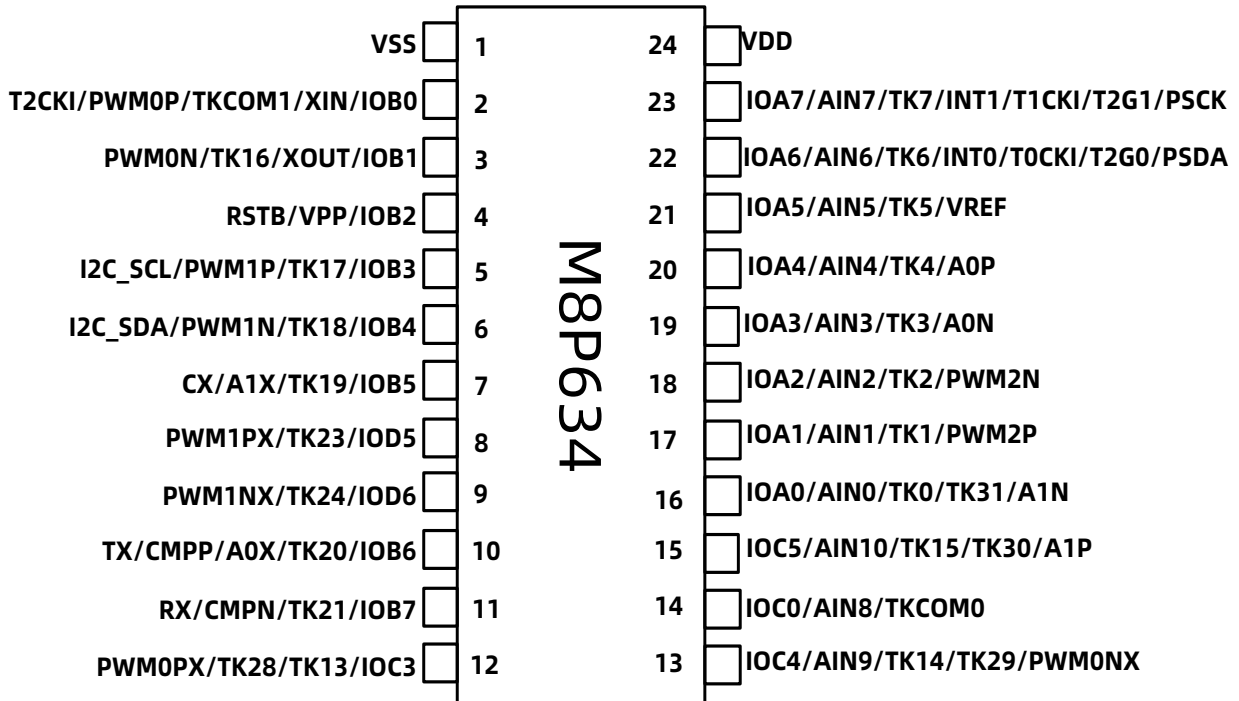 VSS 1 24 VDD
T2CKI/PWM0P/TKCOM1/XIN/IOB0 2 23 IOA7/AIN7/TK7/INT1/T1CKI/T2G1/PSCK
PWM0N/TK16/XOUT/IOB1 3 22 IOA6/AIN6/TK6/INT0/T0CKI/T2G0/PSDA
RSTB/VPP/IOB2 4 21 IOA5/AIN5/TK5/VREF
I2C_SCL/PWM1P/TK17/IOB3 5 20 IOA4/AIN4/TK4/A0P
I2C_SDA/PWM1N/TK18/IOB4 6 19 IOA3/AIN3/TK3/A0N
CX/A1X/TK19/IOB5 7 18 IOA2/AIN2/TK2/PWM2N
PWM1PX/TK23/IOD5 8 17 IOA1/AIN1/TK1/PWM2P
PWM1NX/TK24/IOD6 9 16 IOA0/AIN0/TK0/TK31/A1N
TX/CMPP/A0X/TK20/IOB6 10 15 IOC5/AIN10/TK15/TK30/A1P
RX/CMPN/TK21/IOB7 11 14 IOC0/AIN8/TKCOM0
PWM0PX/TK28/TK13/IOC3 12 13 IOC4/AIN9/TK14/TK29/PWM0NX
M8P634